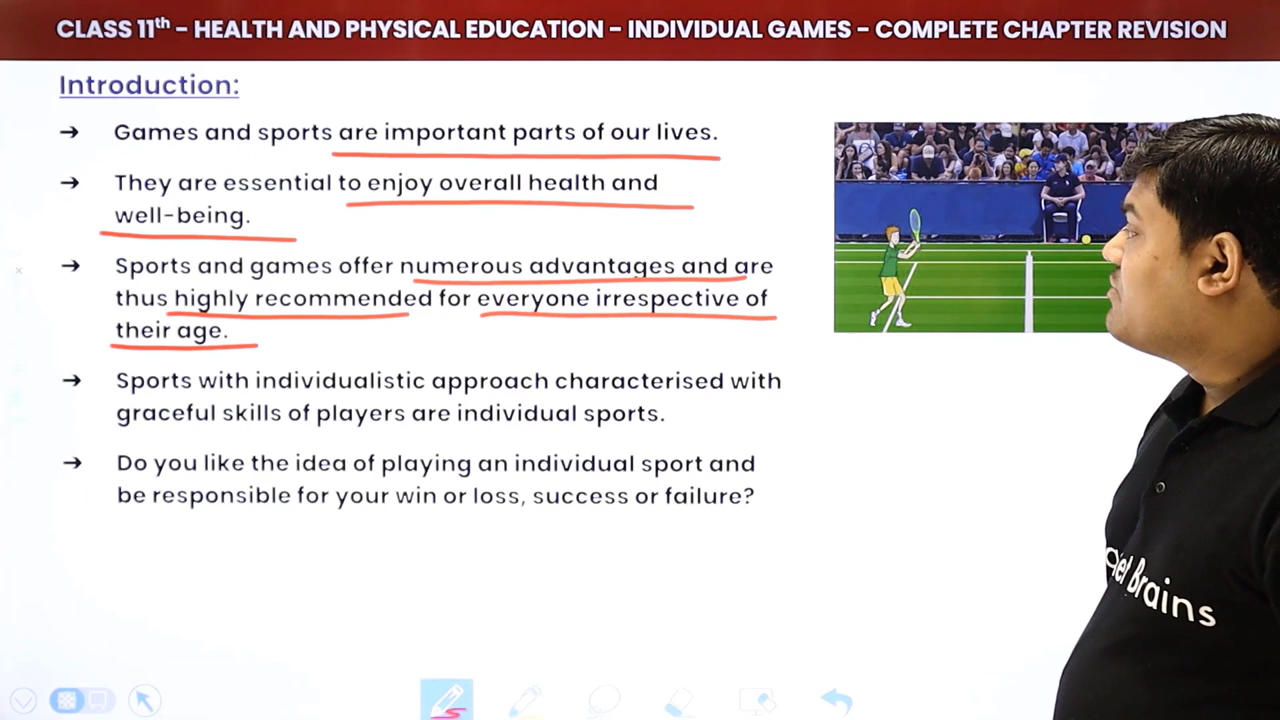 CLASS 11th - HEALTH AND PHYSICAL EDUCATION - INDIVIDUAL GAMES - COMPLETE CHAPTER REVISION
Introduction:
➔ Games and sports are important parts of our lives.
➔ They are essential to enjoy overall health and
well-being.
➔ Sports and games offer numerous advantages and are
thus highly recommended for everyone irrespective of
their age.
➔ Sports with individualistic approach characterised with
graceful skills of players are individual sports.
➔ Do you like the idea of playing an individual sport and
be responsible for your win or loss, success or failure?
Brains